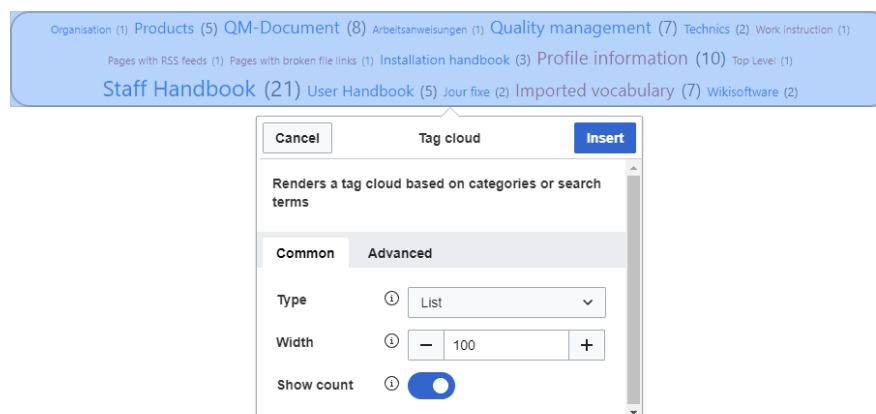 Organisation (1) Products (5) QM-Document (8) Arbeitsanweisungen (1) Quality management (7) Technics (2) Work instruction (1)
Pages with RSS feeds (1) Pages with broken file links (1) Installation handbook (3) Profile information (10) Top Level (1)
Staff Handbook (21) User Handbook (5) Jour fixe (2) Imported vocabulary (7) Wikisoftware (2)
Cancel Tag cloud Insert
Renders a tag cloud based on categories or search
terms
Common Advanced
Type List
Width 100
Show count